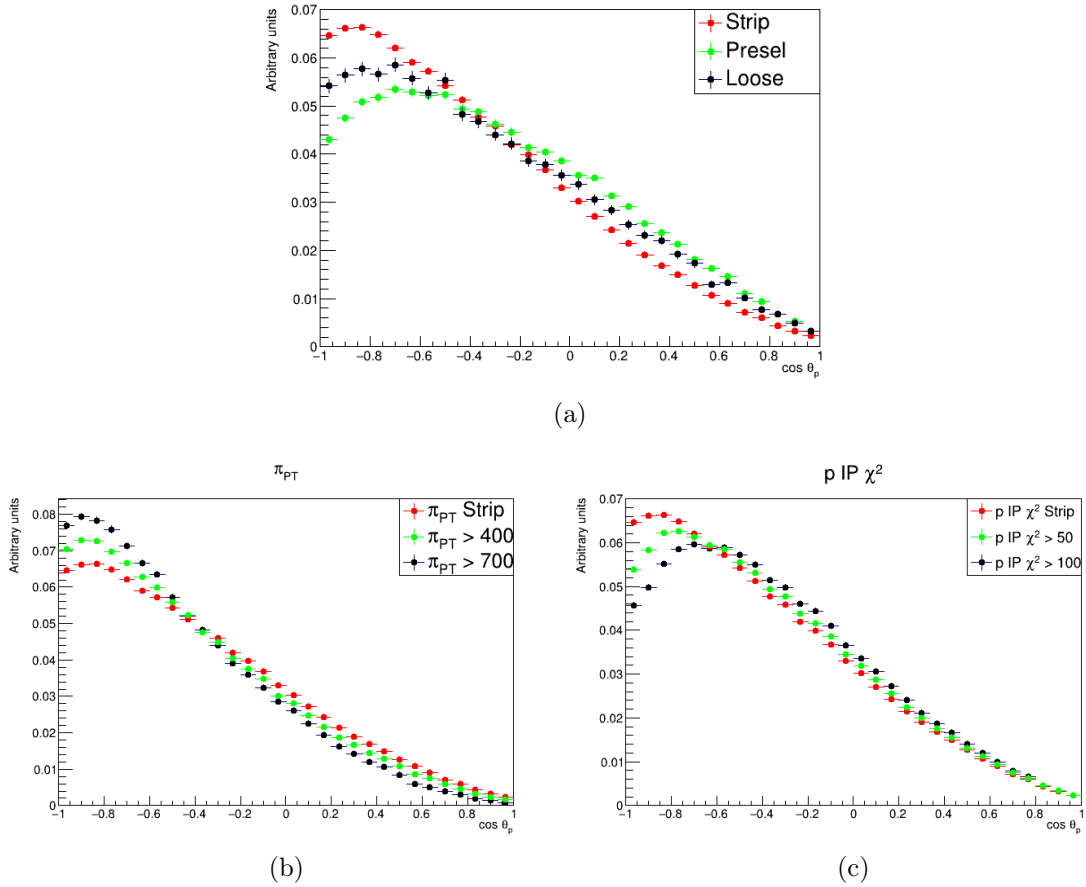 Arbitrary units
0.07
0.06
0.05
0.04
0.03
0.02
0.01
0
Strip
Presel
Loose
−1 −0.8 −0.6 −0.4 −0.2 0 0.2 0.4 0.6 0.8 1
cos θp
(a)
πPT
Arbitrary units
0.08
0.07
0.06
0.05
0.04
0.03
0.02
0.01
0
πPT Strip
πPT > 400
πPT > 700
−1 −0.8 −0.6 −0.4 −0.2 0 0.2 0.4 0.6 0.8 1
cos θp
(b)
p IP χ²
Arbitrary units
0.07
0.06
0.05
0.04
0.03
0.02
0.01
0
p IP χ² Strip
p IP χ² > 50
p IP χ² > 100
−1 −0.8 −0.6 −0.4 −0.2 0 0.2 0.4 0.6 0.8 1
cos θp
(c)